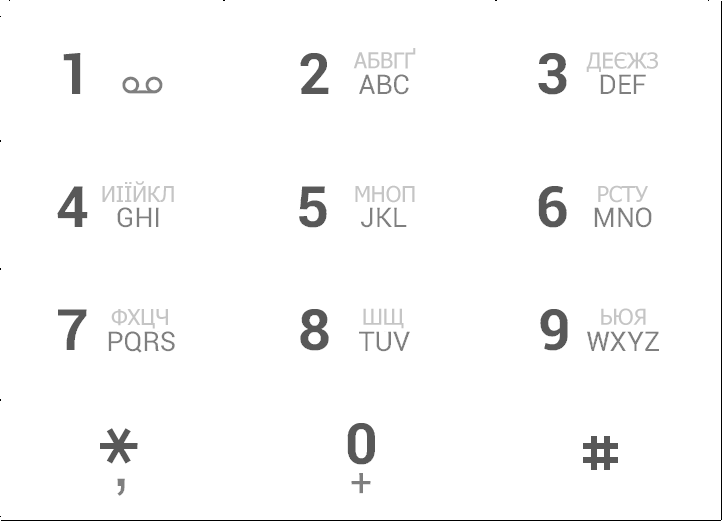 1
2 АБВГҐ
ABC
3 ДЕЄЖЗ
DEF
4 ИІЇЙКЛ
GHI
5 МНОП
JKL
6 РСТУ
MNO
7 ФХЦЧ
PQRS
8 ШЩ
TUV
9 ЬЮЯ
WXYZ
*
,
0
+
#